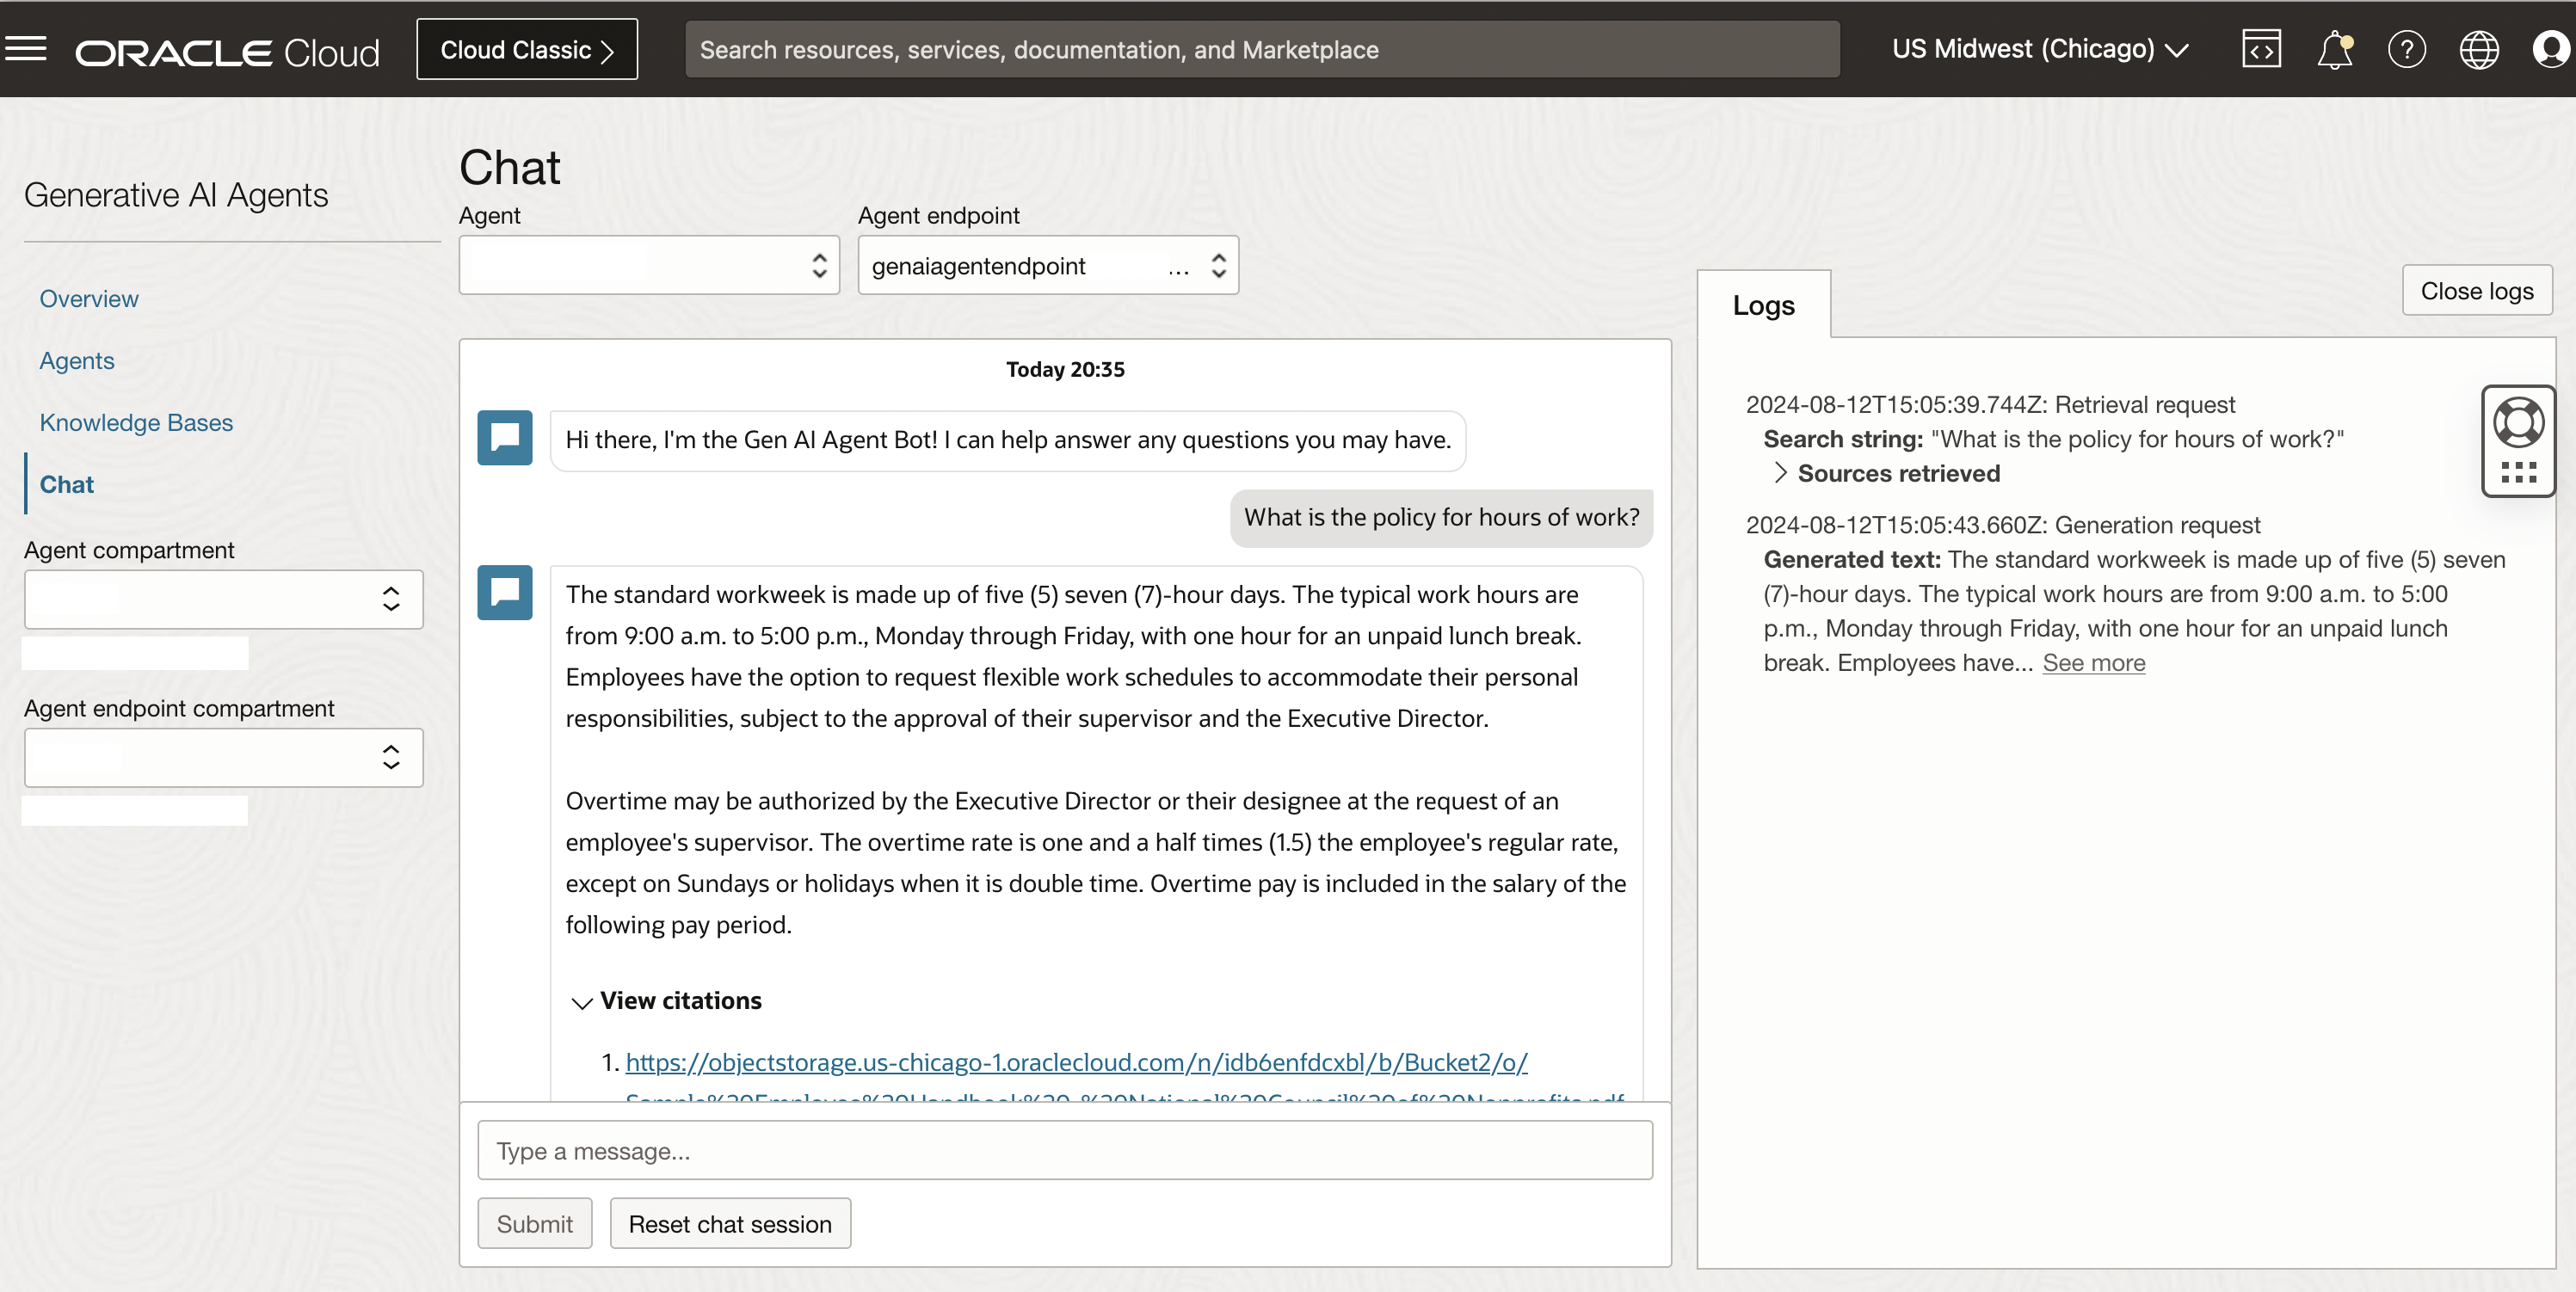 ORACLE Cloud
Cloud Classic
Search resources, services, documentation, and Marketplace
US Midwest (Chicago)
Generative AI Agents
Overview
Agents
Knowledge Bases
Chat
Agent compartment
Agent endpoint compartment
Chat
Agent
Agent endpoint
genaiagentendpoint ...
Today 20:35
Hi there, I'm the Gen AI Agent Bot! I can help answer any questions you may have.
What is the policy for hours of work?
The standard workweek is made up of five (5) seven (7)-hour days. The typical work hours are
from 9:00 a.m. to 5:00 p.m., Monday through Friday, with one hour for an unpaid lunch break.
Employees have the option to request flexible work schedules to accommodate their personal
responsibilities, subject to the approval of their supervisor and the Executive Director.
Overtime may be authorized by the Executive Director or their designee at the request of an
employee's supervisor. The overtime rate is one and a half times (1.5) the employee's regular rate,
except on Sundays or holidays when it is double time. Overtime pay is included in the salary of the
following pay period.
View citations
1. https://objectstorage.us-chicago-1.oraclecloud.com/n/idb6enfdcxbl/b/Bucket2/o/
Sample%20Employee%20Handbook%20-%20National%20Council%20of%20Nonprofits.pdf
Type a message...
Submit
Reset chat session
Logs
Close logs
2024-08-12T15:05:39.744Z: Retrieval request
Search string: "What is the policy for hours of work?"
Sources retrieved
2024-08-12T15:05:43.660Z: Generation request
Generated text: The standard workweek is made up of five (5) seven
(7)-hour days. The typical work hours are from 9:00 a.m. to 5:00
p.m., Monday through Friday, with one hour for an unpaid lunch
break. Employees have... See more